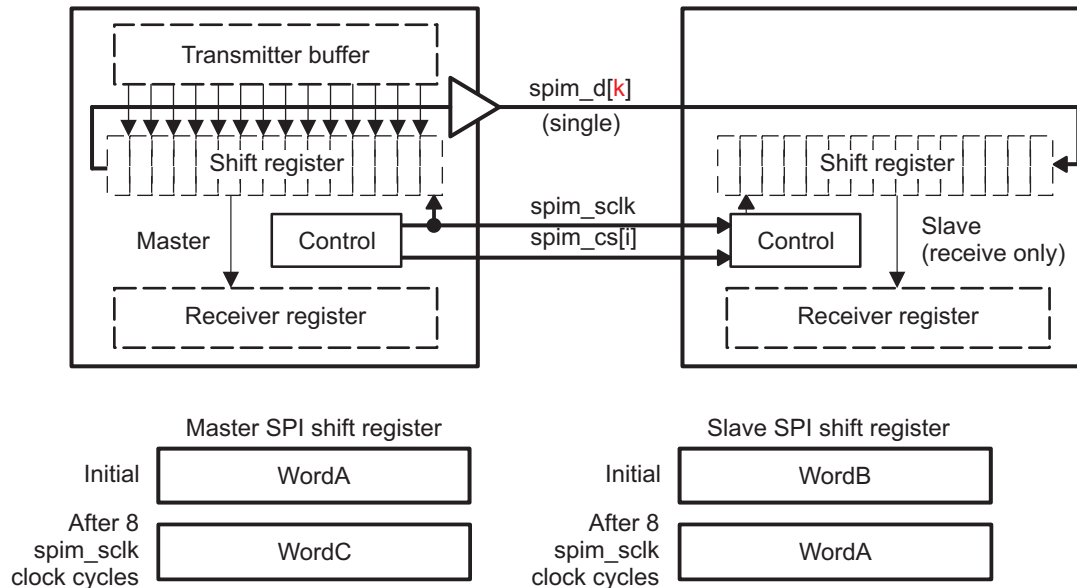 Transmitter buffer
spim_d[k]
(single)
Shift register
Shift register
spim_sclk
Master
Control
spim_cs[i]
Control
Slave
(receive only)
Receiver register
Receiver register
Master SPI shift register
Slave SPI shift register
Initial
WordA
Initial
WordB
After 8
spim_sclk
clock cycles
WordC
After 8
spim_sclk
clock cycles
WordA